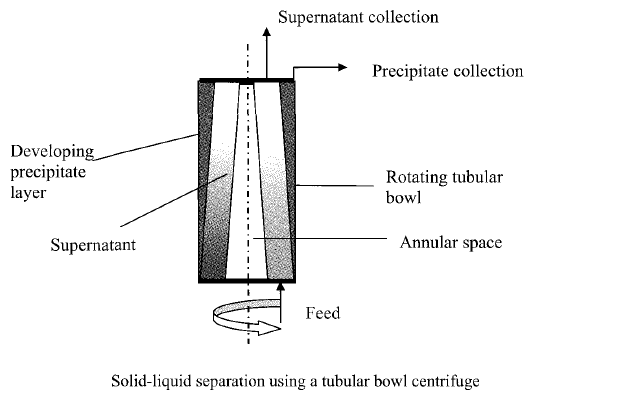 Supernatant collection
Precipitate collection
Developing
precipitate
layer
Rotating tubular
bowl
Supernatant
Annular space
Feed
Solid-liquid separation using a tubular bowl centrifuge